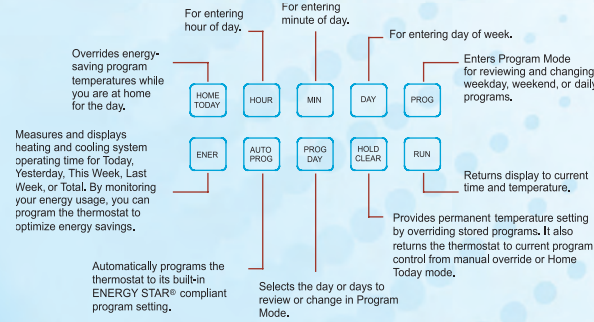 For entering
hour of day.
For entering
minute of day.
For entering day of week.
Overrides energy-
saving program
temperatures while
you are at home
for the day.
Enters Program Mode
for reviewing and changing
weekday, weekend, or daily
programs.
HOME
TODAY
HOUR
MIN
DAY
PROG
Measures and displays
heating and cooling system
operating time for Today,
Yesterday, This Week, Last
Week, or Total. By monitoring
your energy usage, you can
program the thermostat to
optimize energy savings.
ENER
AUTO
PROG
PROG
DAY
HOLD
CLEAR
RUN
Returns display to current
time and temperature.
Provides permanent temperature setting
by overriding stored programs. It also
returns the thermostat to current program
control from manual override or Home
Today mode.
Automatically programs the
thermostat to its built-in
ENERGY STAR® compliant
program setting.
Selects the day or days to
review or change in Program
Mode.